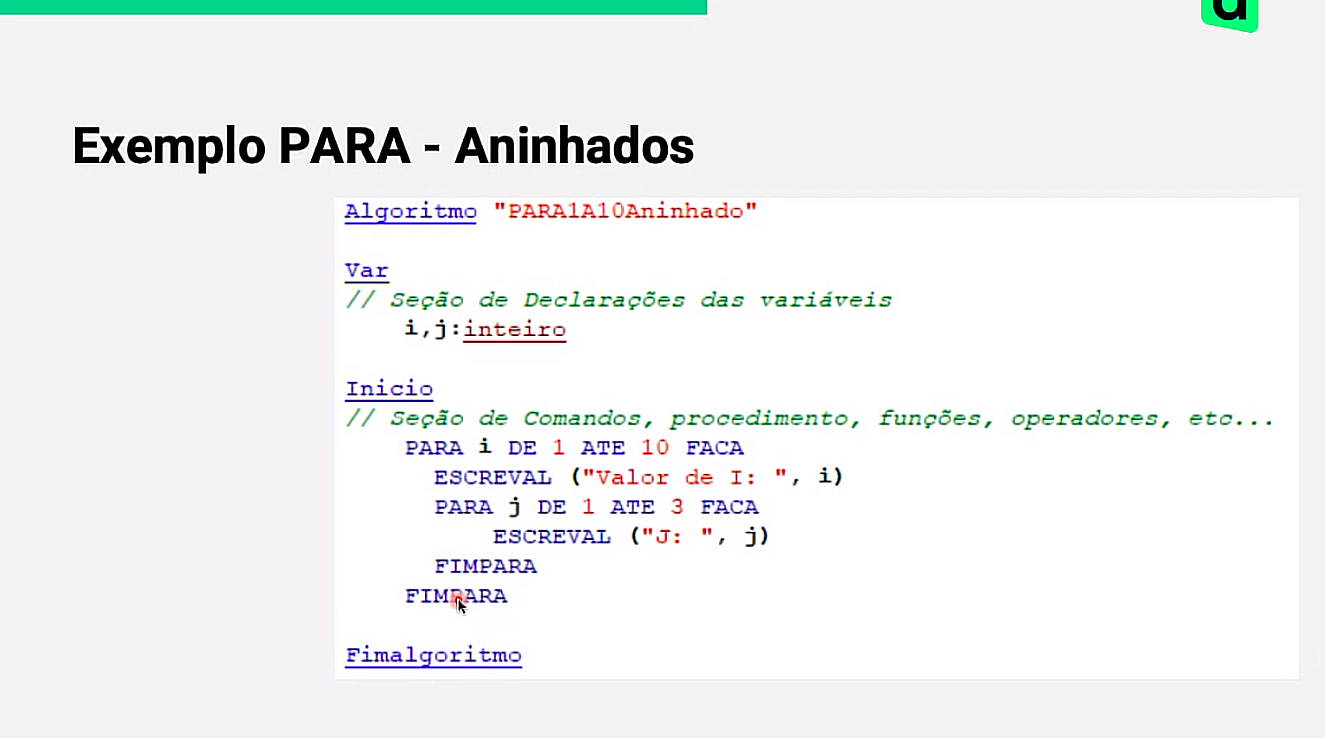 Exemplo PARA - Aninhados
Algoritmo "PARA1A10Aninhado"
Var
// Seção de Declarações das variáveis
i,j:inteiro
Inicio
// Seção de Comandos, procedimento, funções, operadores, etc...
PARA i DE 1 ATE 10 FACA
ESCREVAL ("Valor de I: ", i)
PARA j DE 1 ATE 3 FACA
ESCREVAL ("J: ", j)
FIMPARA
FIMPARA
Fimalgoritmo